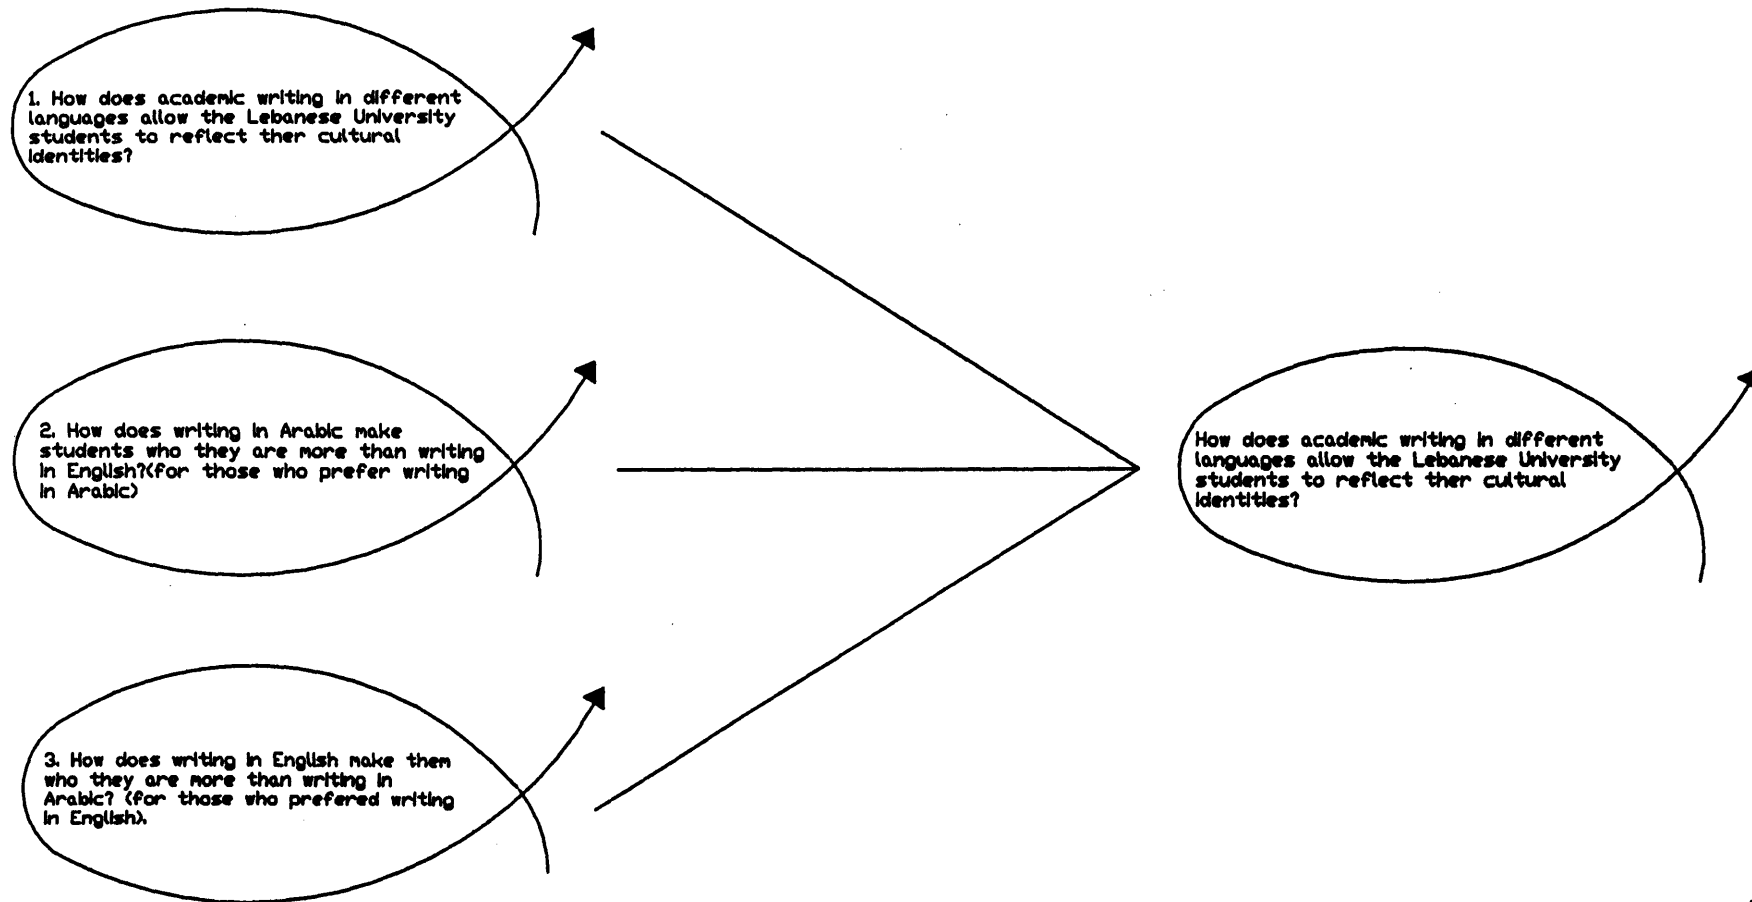 1. How does academic writing in different
languages allow the Lebanese University
students to reflect ther cultural
identities?
2. How does writing in Arabic make
students who they are more than writing
in English?(for those who prefer writing
in Arabic)
3. How does writing in English make them
who they are more than writing in
Arabic? (for those who prefered writing
in English).
How does academic writing in different
languages allow the Lebanese University
students to reflect ther cultural
identities?